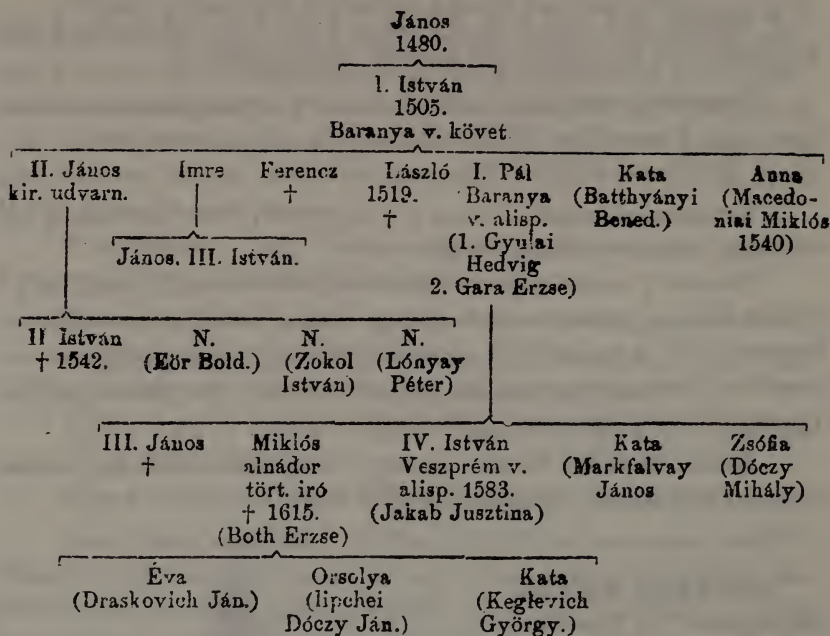 János
1480.
I. István
1505.
Baranya v. követ
II. János Imre Ferencz László I. Pál Kata Anna
kir. udvarn. † 1519. Baranya (Batthyányi (Macedo-
† v. alisp. Bened.) niai Miklós
(1. Gyulai 1540)
János. III. István. Hedvig
2. Gara Erzse)
II István N. N. N.
† 1542. (Eör Bold.) (Zokol (Lónyay
István) Péter)
III. János Miklós IV. István Kata Zsófia
† alnádor Veszprém v. (Markfalvay (Dóczy
tört. iró alisp. 1583. János Mihály)
† 1615. (Jakab Jusztina)
(Both Erzse)
Éva Orsolya Kata
(Draskovich Ján.) (lipchei (Keglevich
Dóczy Ján.) György.)